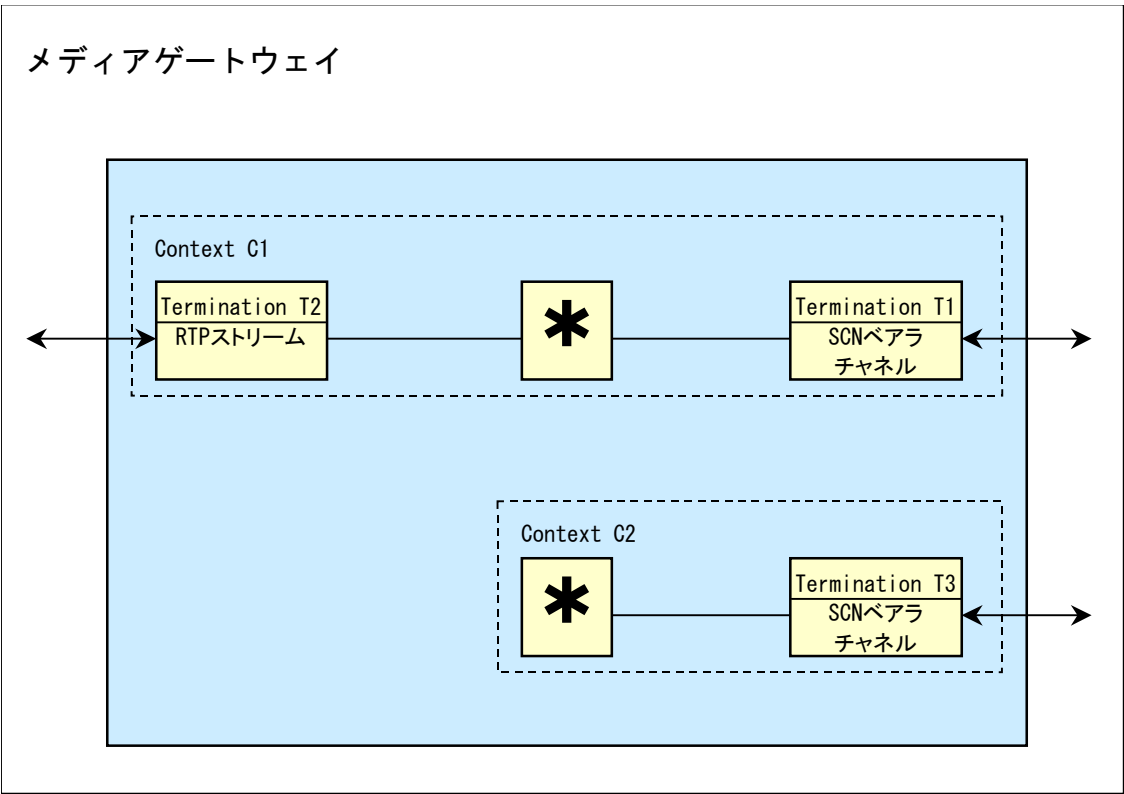 メディアゲートウェイ
Context C1
Termination T2
RTPストリーム
*
Termination T1
SCNベアラ
チャネル
Context C2
*
Termination T3
SCNベアラ
チャネル